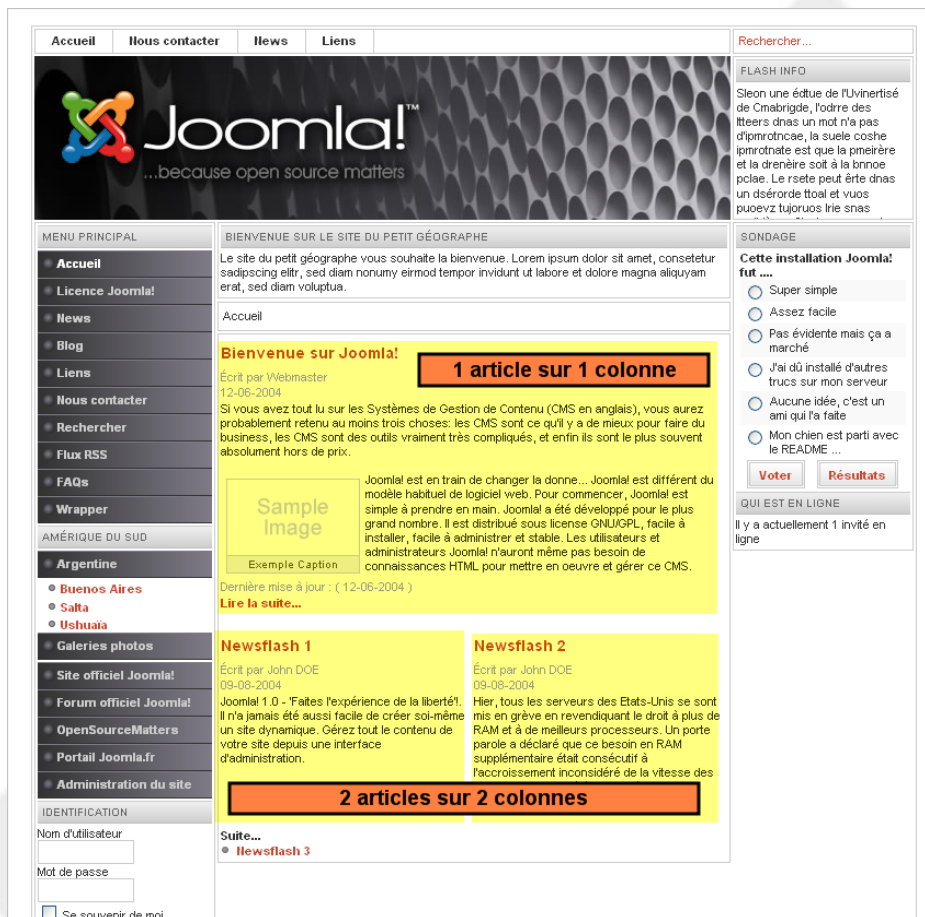 Accueil
Nous contacter
News
Liens
Rechercher...
Joomla!™
...because open source matters
FLASH INFO
Sleon une édtue de l'Uvinertisé
de Cmabrigde, l'odrre des
ltteers dnas un mot n'a pas
d'ipmrotncae, la suele coshe
ipmrotnate est que la pmeirère
et la drenèire soit à la bnnoe
pclae. Le rsete peut êrte dnas
un dsérorde ttoal et vuos
puoevz tujoruos lrie snas
MENU PRINCIPAL
Accueil
Licence Joomla!
News
Blog
Liens
Nous contacter
Rechercher
Flux RSS
FAQs
Wrapper
AMÉRIQUE DU SUD
Argentine
Buenos Aires
Salta
Ushuaïa
Galeries photos
Site officiel Joomla!
Forum officiel Joomla!
OpenSourceMatters
Portail Joomla.fr
Administration du site
IDENTIFICATION
Nom d'utilisateur
Mot de passe
Se souvenir de moi
BIENVENUE SUR LE SITE DU PETIT GÉOGRAPHE
Le site du petit géographe vous souhaite la bienvenue. Lorem ipsum dolor sit amet, consetetur
sadipscing elitr, sed diam nonumy eirmod tempor invidunt ut labore et dolore magna aliquyam
erat, sed diam voluptua.
Accueil
Bienvenue sur Joomla!
1 article sur 1 colonne
Écrit par Webmaster
12-06-2004
Si vous avez tout lu sur les Systèmes de Gestion de Contenu (CMS en anglais), vous aurez
probablement retenu au moins trois choses: les CMS sont ce qu'il y a de mieux pour faire du
business, les CMS sont des outils vraiment très compliqués, et enfin ils sont le plus souvent
absolument hors de prix.
Sample
Image
Exemple Caption
Joomla! est en train de changer la donne... Joomla! est différent du
modèle habituel de logiciel web. Pour commencer, Joomla! est
simple à prendre en main. Joomla! a été développé pour le plus
grand nombre. Il est distribué sous license GNU/GPL, facile à
installer, facile à administrer et stable. Les utilisateurs et
administrateurs Joomla! n'auront même pas besoin de
connaissances HTML pour mettre en oeuvre et gérer ce CMS.
Dernière mise à jour : ( 12-06-2004 )
Lire la suite...
Newsflash 1
Écrit par John DOE
09-08-2004
Joomla! 1.0 - 'Faites l'expérience de la liberté'!.
Il n'a jamais été aussi facile de créer soi-même
un site dynamique. Gérez tout le contenu de
votre site depuis une interface
d'administration.
Newsflash 2
Écrit par John DOE
09-08-2004
Hier, tous les serveurs des Etats-Unis se sont
mis en grève en revendiquant le droit à plus de
RAM et à de meilleurs processeurs. Un porte
parole a déclaré que ce besoin en RAM
supplémentaire était consécutif à
l'accroissement inconsidéré de la vitesse des
2 articles sur 2 colonnes
Suite...
Newsflash 3
SONDAGE
Cette installation Joomla!
fut ....
Super simple
Assez facile
Pas évidente mais ça a
marché
J'ai dû installé d'autres
trucs sur mon serveur
Aucune idée, c'est un
ami qui l'a faite
Mon chien est parti avec
le README ...
Voter
Résultats
QUI EST EN LIGNE
Il y a actuellement 1 invité en
ligne